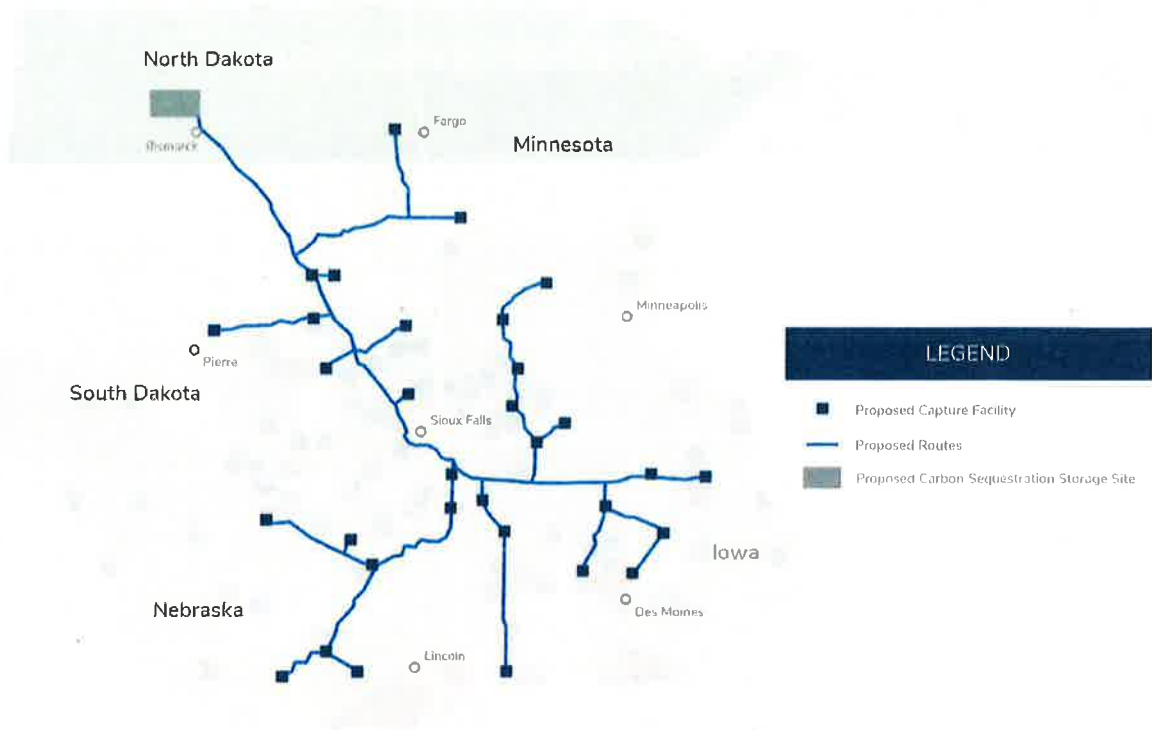 North Dakota
Bismarck
Fargo
Minnesota
Minneapolis
Pierre
South Dakota
Sioux Falls
LEGEND
Proposed Capture Facility
Proposed Routes
Proposed Carbon Sequestration Storage Site
Iowa
Nebraska
Des Moines
Lincoln